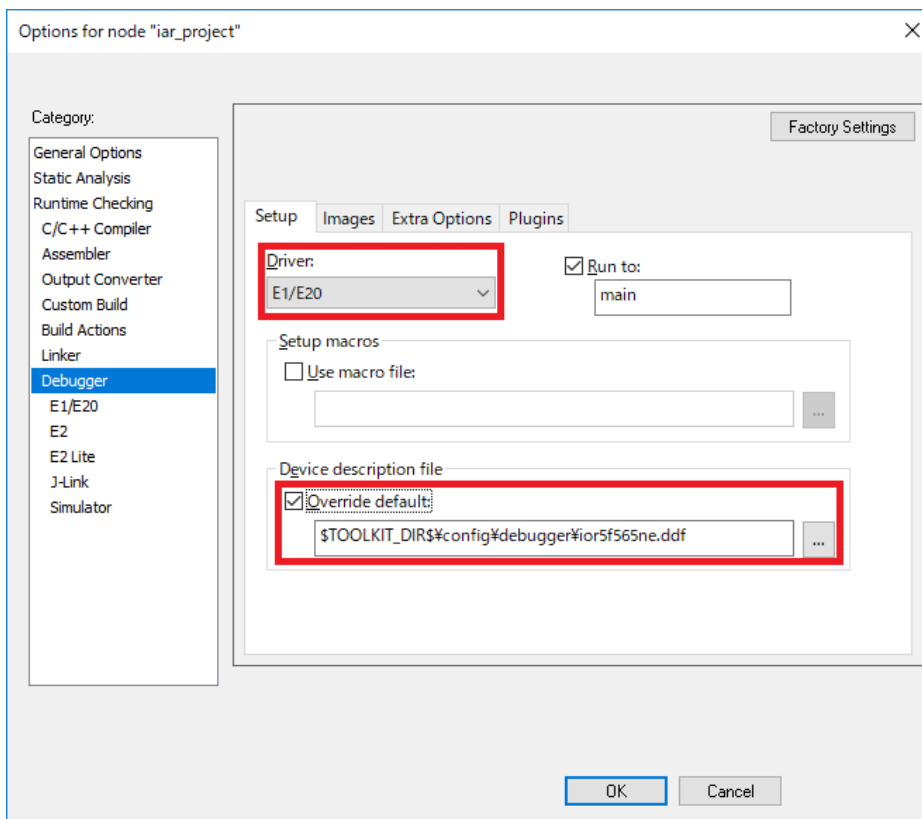 Options for node "iar_project"
Category:
General Options
Static Analysis
Runtime Checking
C/C++ Compiler
Assembler
Output Converter
Custom Build
Build Actions
Linker
Debugger
E1/E20
E2
E2 Lite
J-Link
Simulator
Factory Settings
Setup Images Extra Options Plugins
Driver:
E1/E20
Run to:
main
Setup macros
Use macro file:
...
Device description file
Override default:
$TOOLKIT_DIR$¥config¥debugger¥ior5f565ne.ddf
...
OK Cancel